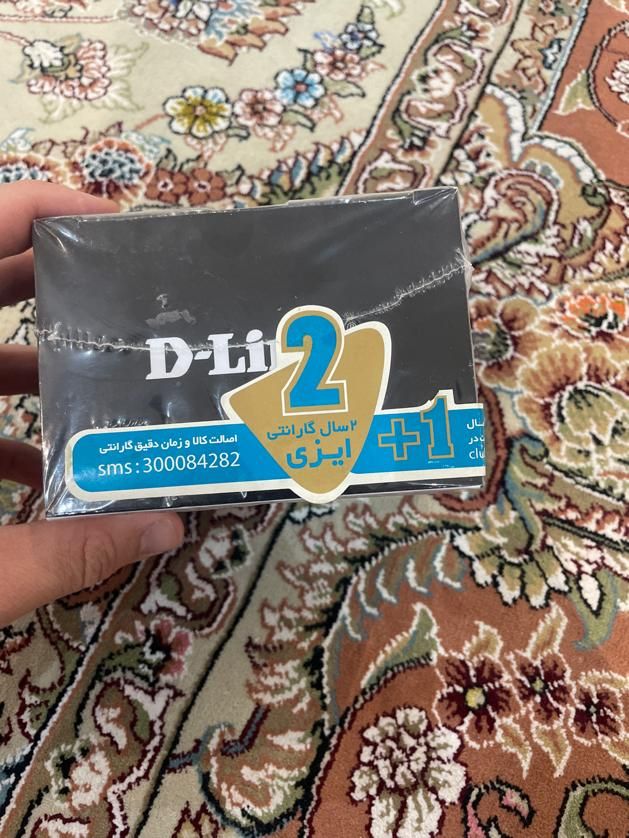 D-Li
2
۲ سال گارانتی
ایزی
+1
اصالت کالا و زمان دقیق گارانتی
sms : 300084282